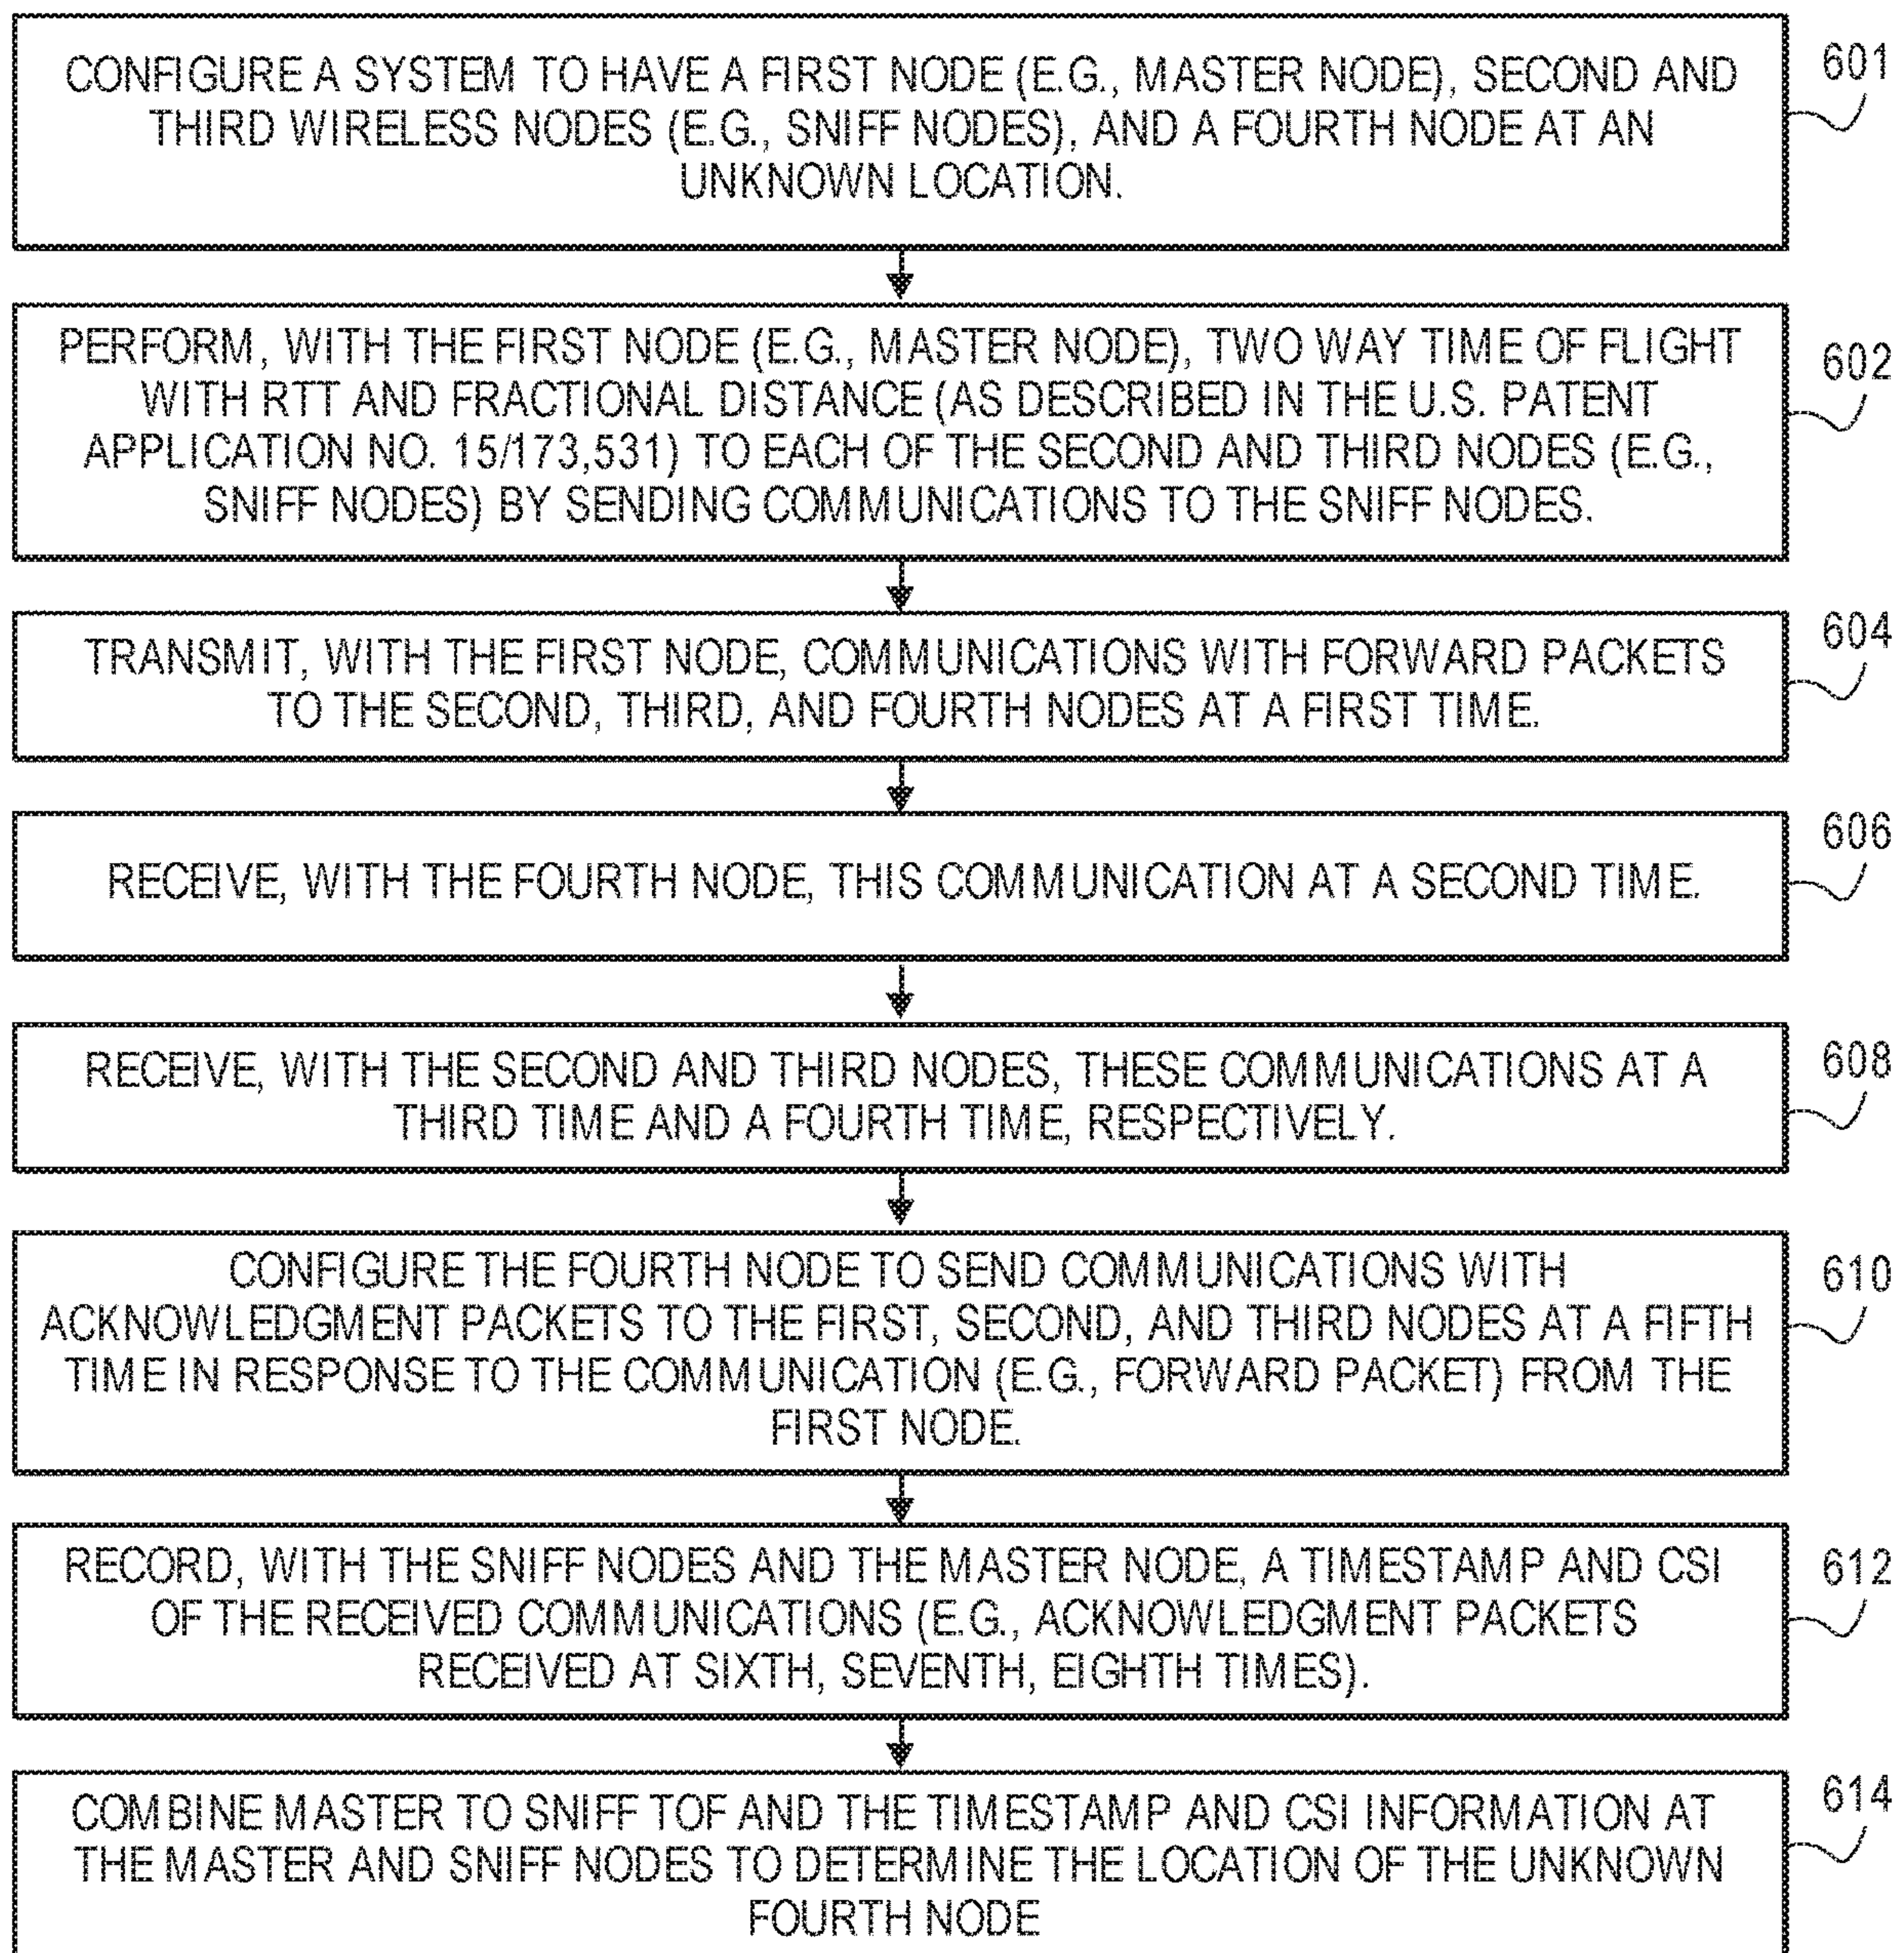 CONFIGURE A SYSTEM TO HAVE A FIRST NODE (E.G., MASTER NODE), SECOND AND
THIRD WIRELESS NODES (E.G., SNIFF NODES), AND A FOURTH NODE AT AN
UNKNOWN LOCATION.
601
PERFORM, WITH THE FIRST NODE (E.G., MASTER NODE), TWO WAY TIME OF FLIGHT
WITH RTT AND FRACTIONAL DISTANCE (AS DESCRIBED IN THE U.S. PATENT
APPLICATION NO. 15/173,531) TO EACH OF THE SECOND AND THIRD NODES (E.G.,
SNIFF NODES) BY SENDING COMMUNICATIONS TO THE SNIFF NODES.
602
TRANSMIT, WITH THE FIRST NODE, COMMUNICATIONS WITH FORWARD PACKETS
TO THE SECOND, THIRD, AND FOURTH NODES AT A FIRST TIME.
604
RECEIVE, WITH THE FOURTH NODE, THIS COMMUNICATION AT A SECOND TIME.
606
RECEIVE, WITH THE SECOND AND THIRD NODES, THESE COMMUNICATIONS AT A
THIRD TIME AND A FOURTH TIME, RESPECTIVELY.
608
CONFIGURE THE FOURTH NODE TO SEND COMMUNICATIONS WITH
ACKNOWLEDGMENT PACKETS TO THE FIRST, SECOND, AND THIRD NODES AT A FIFTH
TIME IN RESPONSE TO THE COMMUNICATION (E.G., FORWARD PACKET) FROM THE
FIRST NODE.
610
RECORD, WITH THE SNIFF NODES AND THE MASTER NODE, A TIMESTAMP AND CSI
OF THE RECEIVED COMMUNICATIONS (E.G., ACKNOWLEDGMENT PACKETS
RECEIVED AT SIXTH, SEVENTH, EIGHTH TIMES).
612
COMBINE MASTER TO SNIFF TOF AND THE TIMESTAMP AND CSI INFORMATION AT
THE MASTER AND SNIFF NODES TO DETERMINE THE LOCATION OF THE UNKNOWN
FOURTH NODE
614